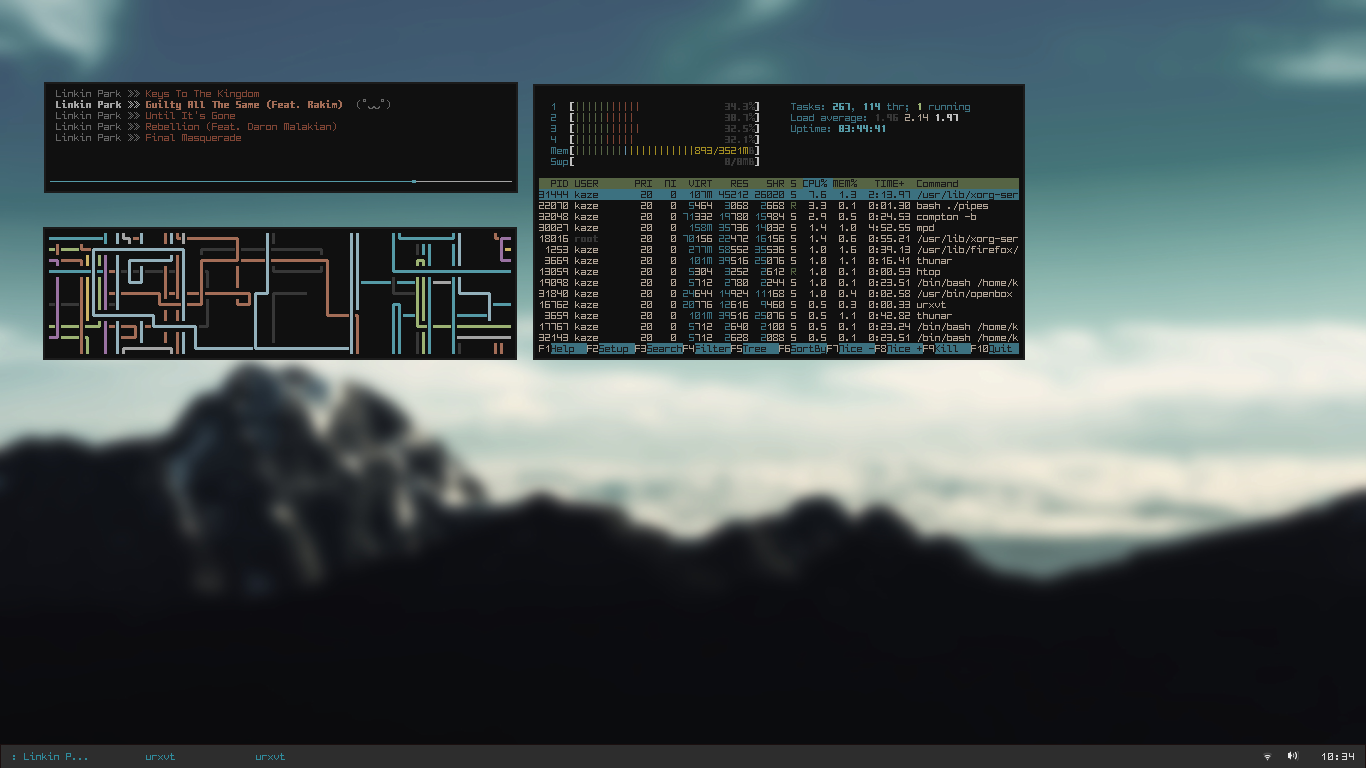 Linkin Park >> Keys To The Kingdom
Linkin Park >> Guilty All The Same (Feat. Rakim)
Linkin Park >> Until It's Gone
Linkin Park >> Rebellion (Feat. Daron Malakian)
Linkin Park >> Final Masquerade
1 [||||||||||| 34.3%]
2 [|||||||||| 30.7%]
3 [||||||||||| 32.5%]
4 [|||||||||| 32.1%]
Mem[||||||||||||||||||||893/3521MB]
Swp[ 0/0MB]
Tasks: 267, 114 thr; 1 running
Load average: 1.96 2.14 1.97
Uptime: 03:44:41
PID USER PRI NI VIRT RES SHR S CPU% MEM% TIME+ Command
31444 kaze 20 0 107M 45212 26020 S 7.6 1.3 2:13.97 /usr/lib/xorg-ser
22070 kaze 20 0 5464 3068 2668 R 3.3 0.1 0:01.30 bash ./pipes
32048 kaze 20 0 71332 19780 15984 S 2.9 0.5 0:24.53 compton -b
30027 kaze 20 0 158M 35736 14032 S 1.4 1.0 4:52.55 mpd
18016 root 20 0 70156 22472 16156 S 1.4 0.6 0:55.21 /usr/lib/xorg-ser
1253 kaze 20 0 277M 58552 35536 S 1.0 1.6 0:39.13 /usr/lib/firefox/
3669 kaze 20 0 101M 39516 25076 S 1.0 1.1 0:16.41 thunar
13059 kaze 20 0 5304 3252 2612 R 1.0 0.1 0:00.53 htop
19098 kaze 20 0 5712 2780 2244 S 1.0 0.1 0:23.51 /bin/bash /home/k
31840 kaze 20 0 24644 14924 11168 S 1.0 0.4 0:02.58 /usr/bin/openbox
16762 kaze 20 0 20776 12616 9460 S 0.5 0.3 0:00.33 urxvt
3659 kaze 20 0 101M 39516 25076 S 0.5 1.1 0:42.82 thunar
17767 kaze 20 0 5712 2640 2100 S 0.5 0.1 0:23.24 /bin/bash /home/k
32143 kaze 20 0 5712 2628 2088 S 0.5 0.1 0:23.51 /bin/bash /home/k
F1Help F2Setup F3SearchF4FilterF5Tree F6SortByF7Nice -F8Nice +F9Kill F10Quit
: Linkin P... urxvt urxvt 10:34